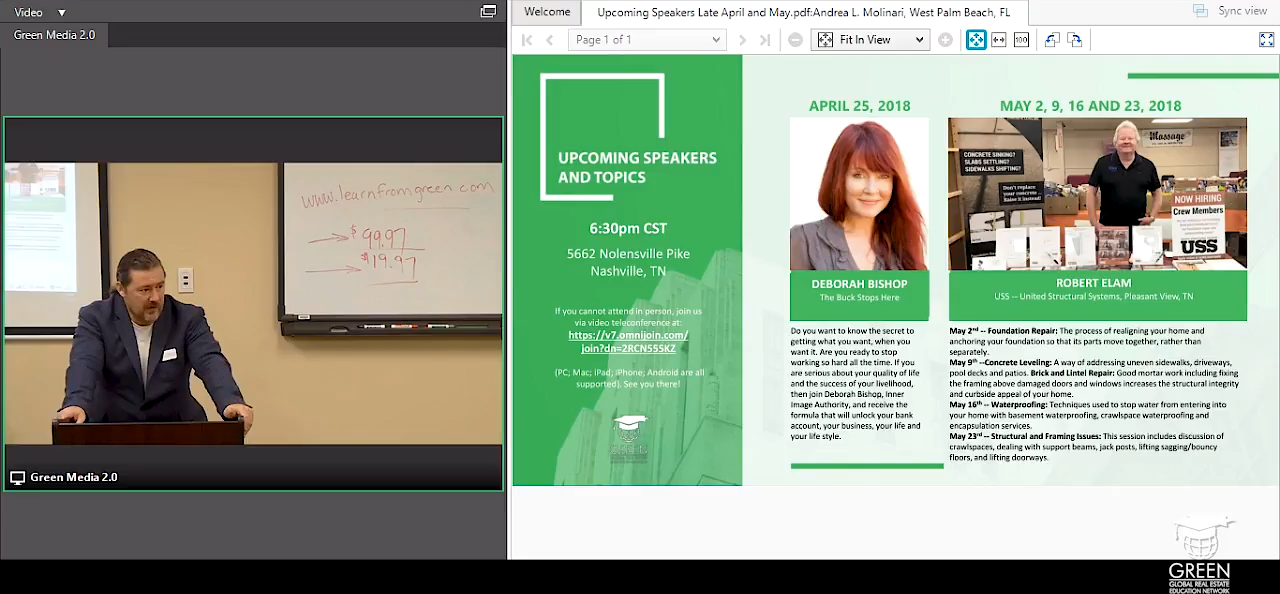 Video
Green Media 2.0
www.learnfromgreen.com
$99.97
$19.97
Green Media 2.0
Welcome
Upcoming Speakers Late April and May.pdf:Andrea L. Molinari, West Palm Beach, FL
Sync view
Page 1 of 1
Fit In View
100
UPCOMING SPEAKERS
AND TOPICS
6:30pm CST
5662 Nolensville Pike
Nashville, TN
If you cannot attend in person, join us
via video teleconference at:
https://v7.omnijoin.com/
join?dn=2RCN555KZ
(PC; Mac; iPad; iPhone; Android are all
supported). See you there!
APRIL 25, 2018
DEBORAH BISHOP
The Buck Stops Here
Do you want to know the secret to
getting what you want, when you
want it. Are you ready to stop
working so hard all the time. If you
are serious about your quality of life
and the success of your livelihood,
then join Deborah Bishop, Inner
Image Authority, and receive the
formula that will unlock your bank
account, your business, your life and
your life style.
MAY 2, 9, 16 AND 23, 2018
Massage
CONCRETE SINKING?
SLABS SETTLING?
SIDEWALKS SHIFTING?
Don't replace
your concrete.
Raise it instead!
NOW HIRING
Crew Members
USS
ROBERT ELAM
USS -- United Structural Systems, Pleasant View, TN
May 2nd -- Foundation Repair: The process of realigning your home and
anchoring your foundation so that its parts move together, rather than
separately.
May 9th --Concrete Leveling: A way of addressing uneven sidewalks, driveways,
pool decks and patios. Brick and Lintel Repair: Good mortar work including fixing
the framing above damaged doors and windows increases the structural integrity
and curbside appeal of your home.
May 16th -- Waterproofing: Techniques used to stop water from entering into
your home with basement waterproofing, crawlspace waterproofing and
encapsulation services.
May 23rd -- Structural and Framing Issues: This session includes discussion of
crawlspaces, dealing with support beams, jack posts, lifting sagging/bouncy
floors, and lifting doorways.
GREEN
GLOBAL REAL ESTATE
EDUCATION NETWORK